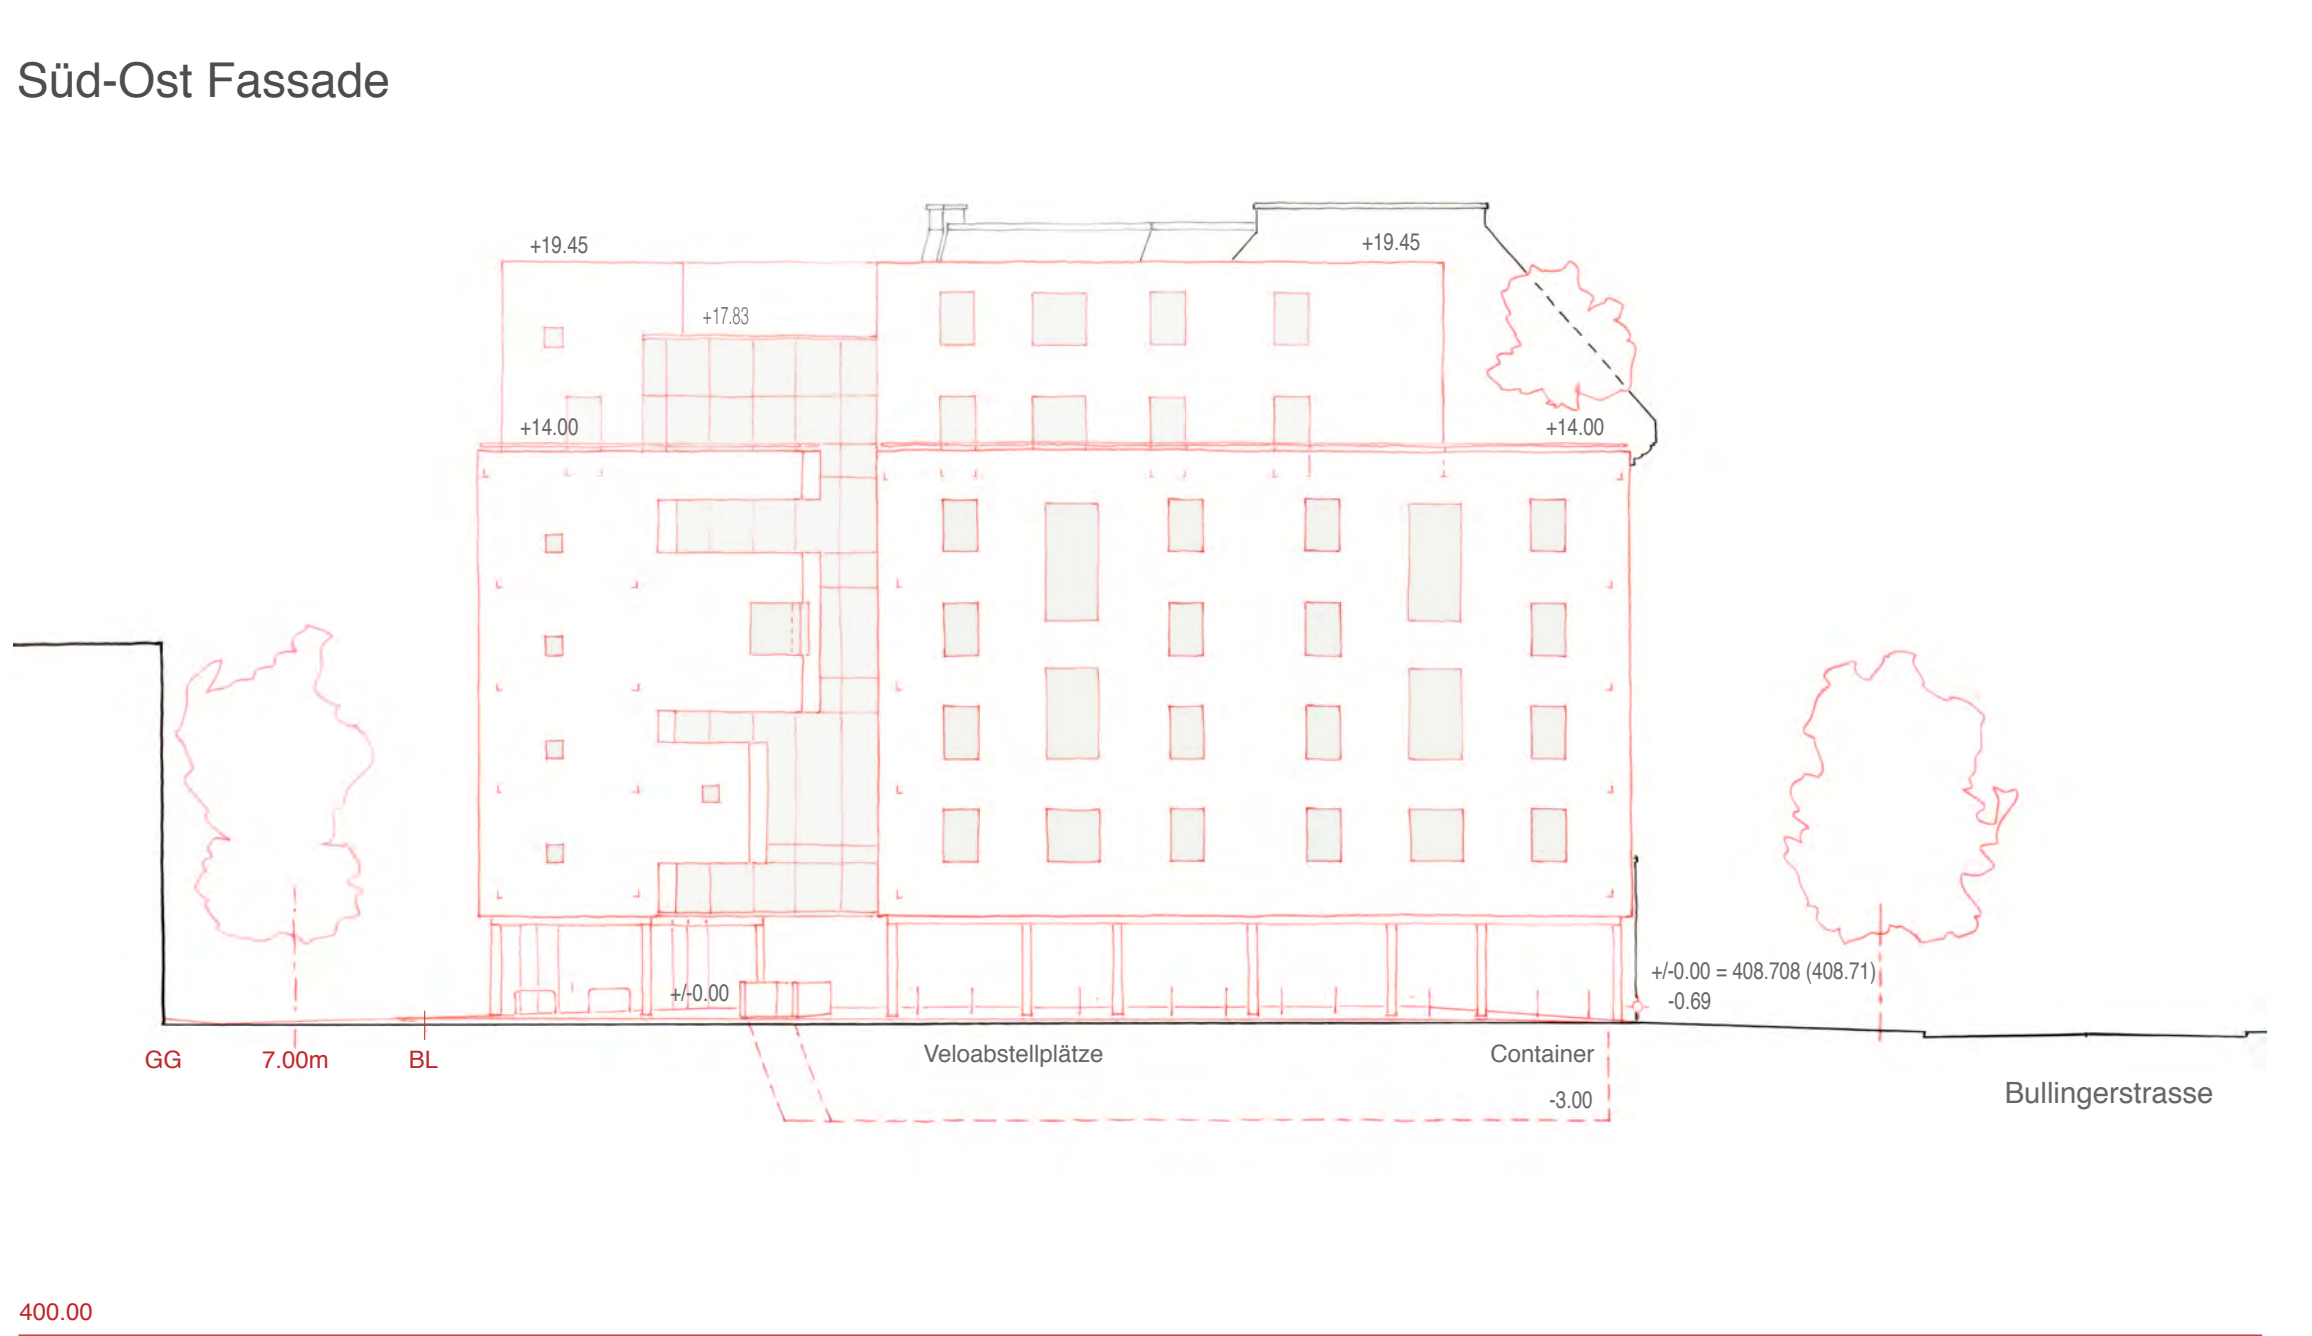 Süd-Ost Fassade
+19.45
+19.45
+17.83
+14.00
+14.00
+/-0.00
+/-0.00 = 408.708 (408.71)
-0.69
GG
7.00m
BL
Veloabstellplätze
Container
-3.00
Bullingerstrasse
400.00